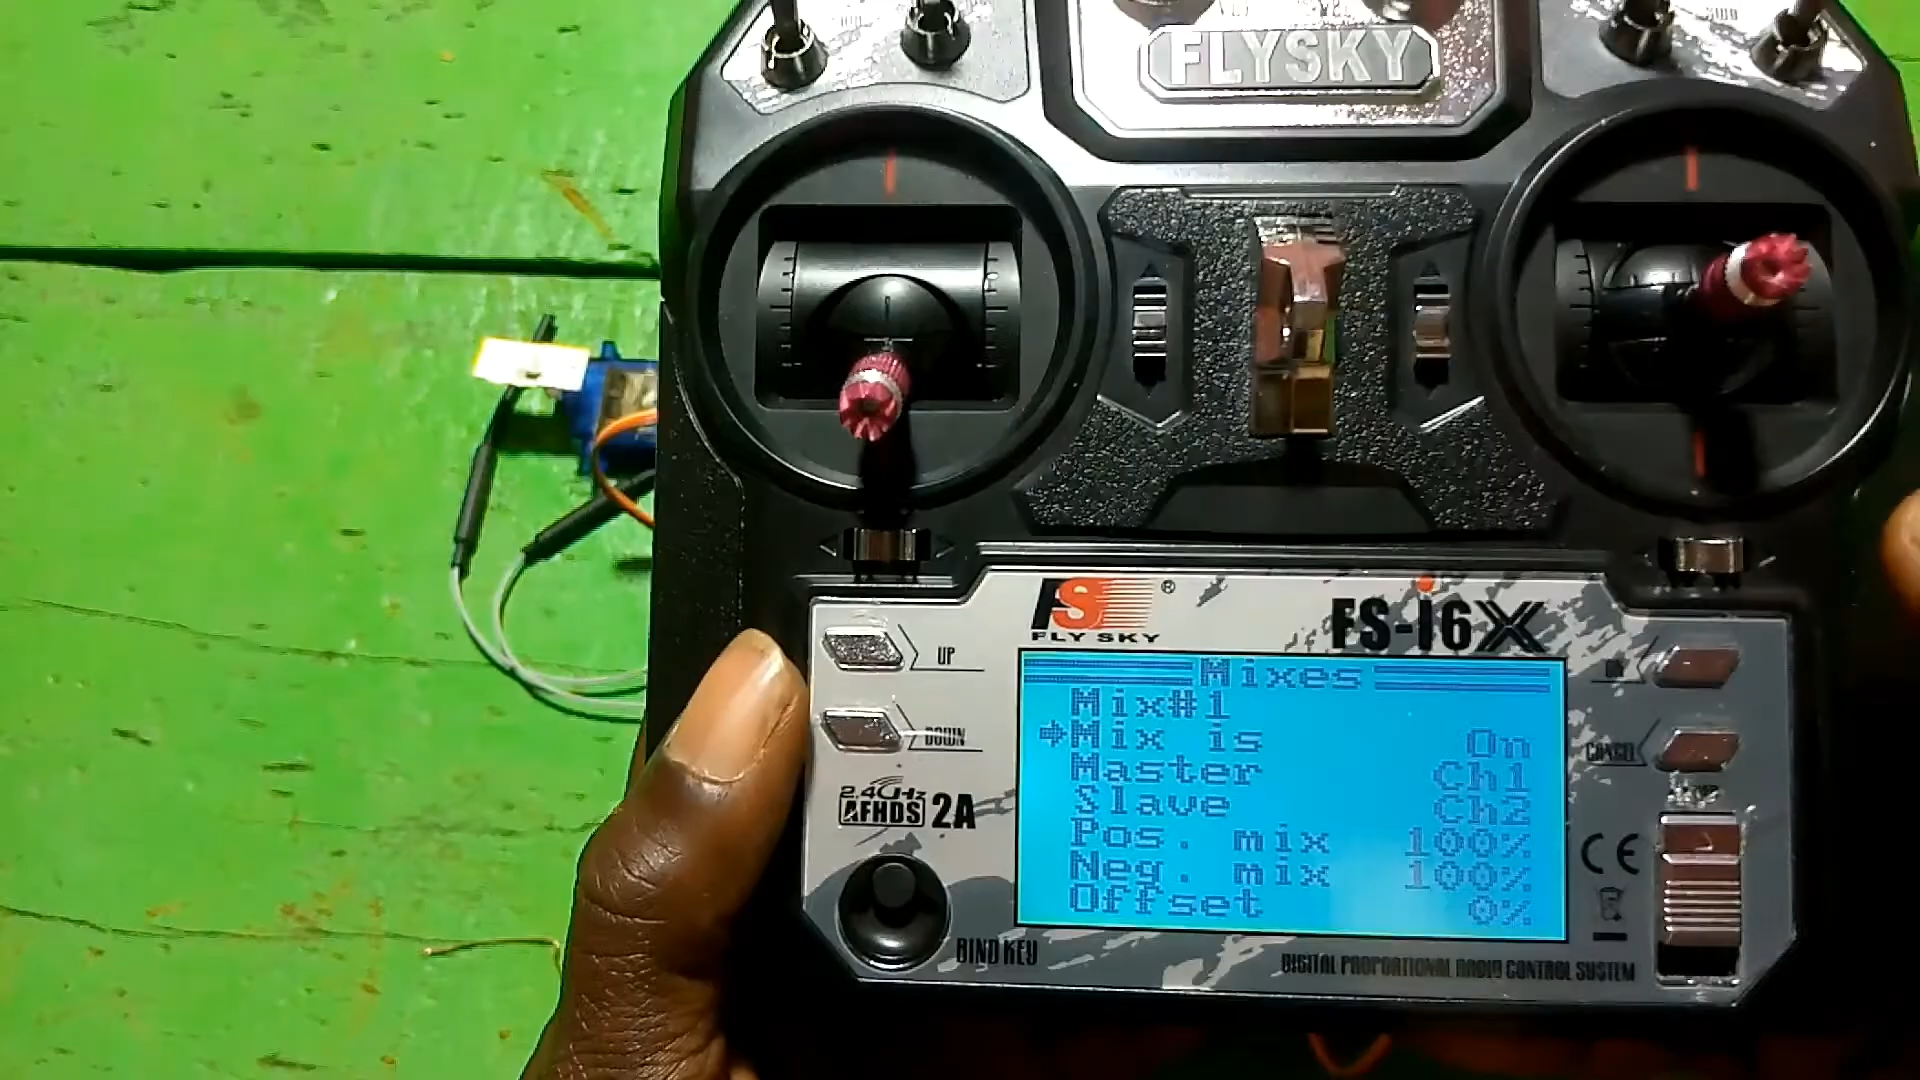 FLYSKY
FS
®
FLY SKY
FS-i6X
UP
DOWN
CANCEL
Mixes
Mix#1
Mix is On
Master Ch1
Slave Ch2
Pos. mix 100%
Neg. mix 100%
Offset 0%
2.4GHz
AFHDS 2A
BIND KEY
CE
DIGITAL PROPORTIONAL RADIO CONTROL SYSTEM